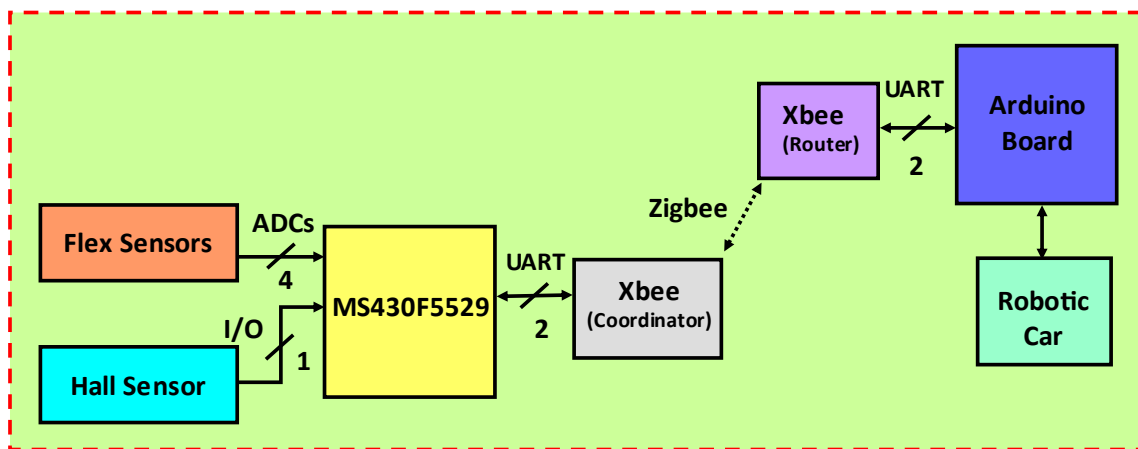 UART
Xbee
(Router)
2
Arduino
Board
Zigbee
Flex Sensors
ADCs
4
I/O
1
Hall Sensor
MS430F5529
UART
2
Xbee
(Coordinator)
Robotic
Car